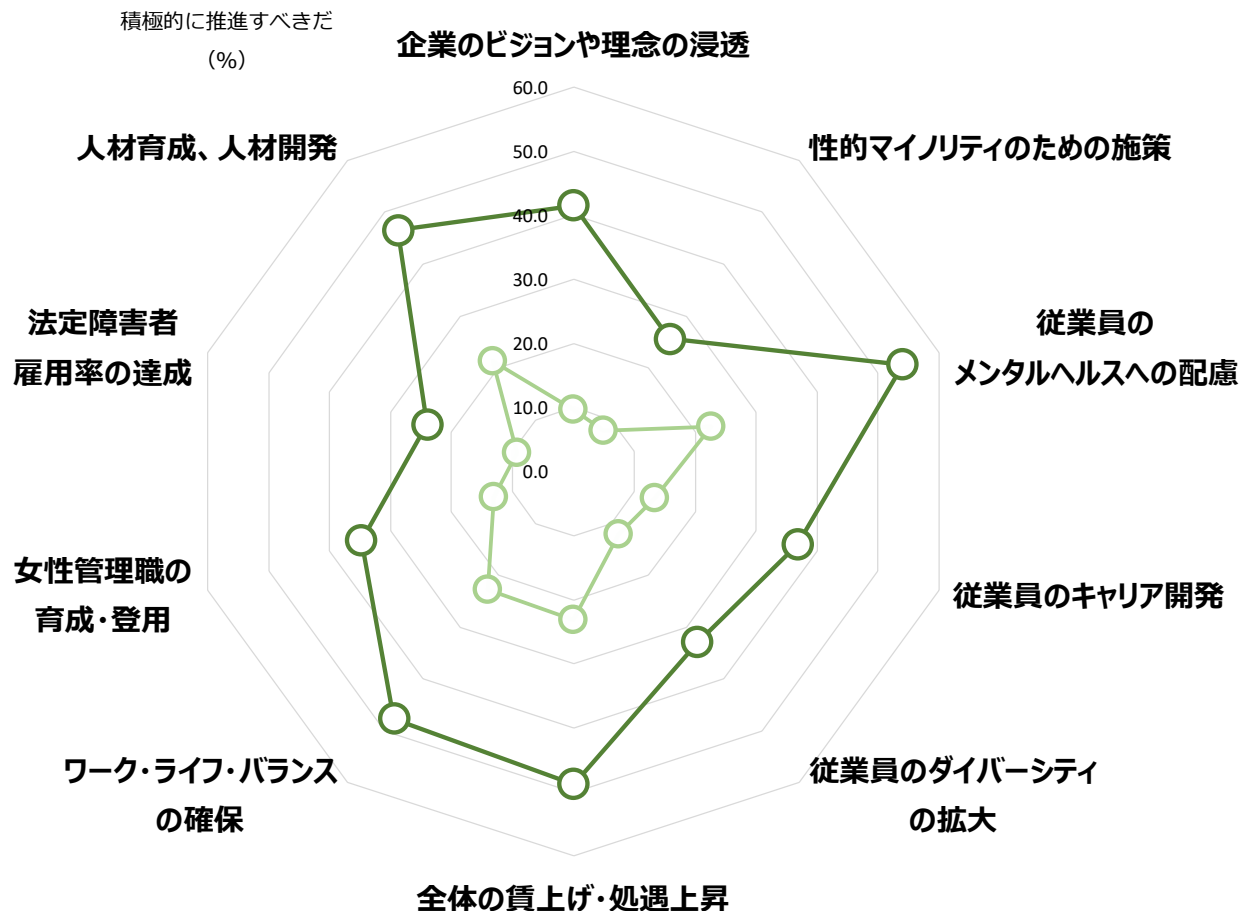 積極的に推進すべきだ
(%)
企業のビジョンや理念の浸透
性的マイノリティのための施策
従業員の
メンタルヘルスへの配慮
従業員のキャリア開発
従業員のダイバーシティ
の拡大
全体の賃上げ・処遇上昇
ワーク・ライフ・バランス
の確保
女性管理職の
育成・登用
法定障害者
雇用率の達成
人材育成、人材開発
60.0
50.0
40.0
30.0
20.0
10.0
0.0